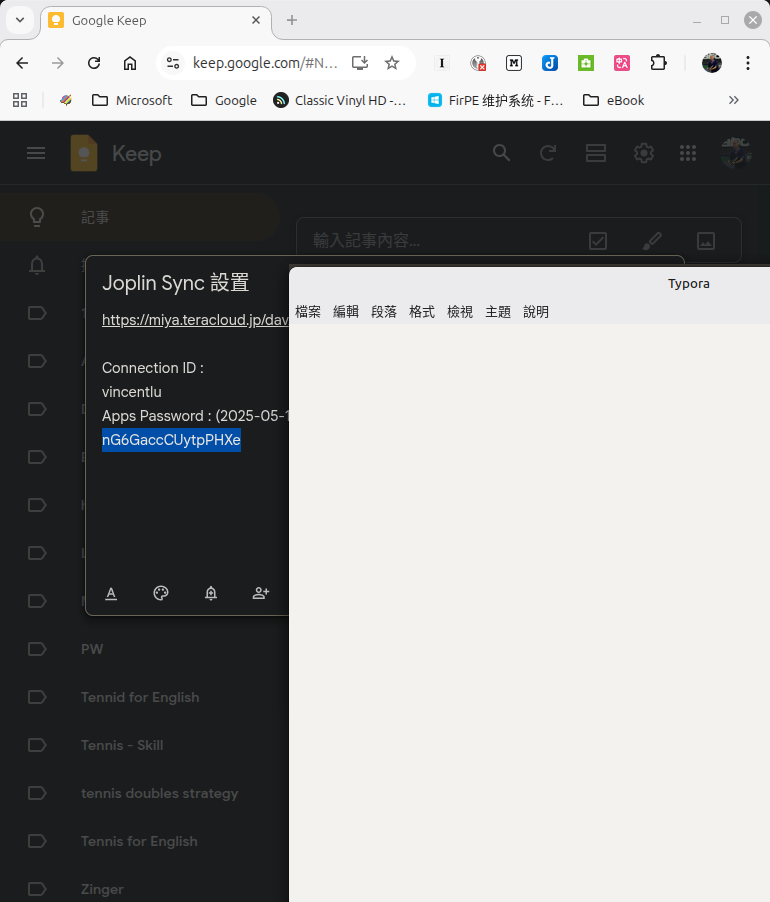 Google Keep
keep.google.com/#N...
Microsoft
Google
Classic Vinyl HD -...
FirPE 维护系统 - F...
eBook
Keep
記事
輸入記事內容...
Joplin Sync 設置
https://miya.teracloud.jp/dav
Connection ID :
vincentlu
Apps Password : (2025-05-1
nG6GaccCUytpPHXe
Typora
檔案 編輯 段落 格式 檢視 主題 說明
PW
Tennid for English
Tennis - Skill
tennis doubles strategy
Tennis for English
Zinger